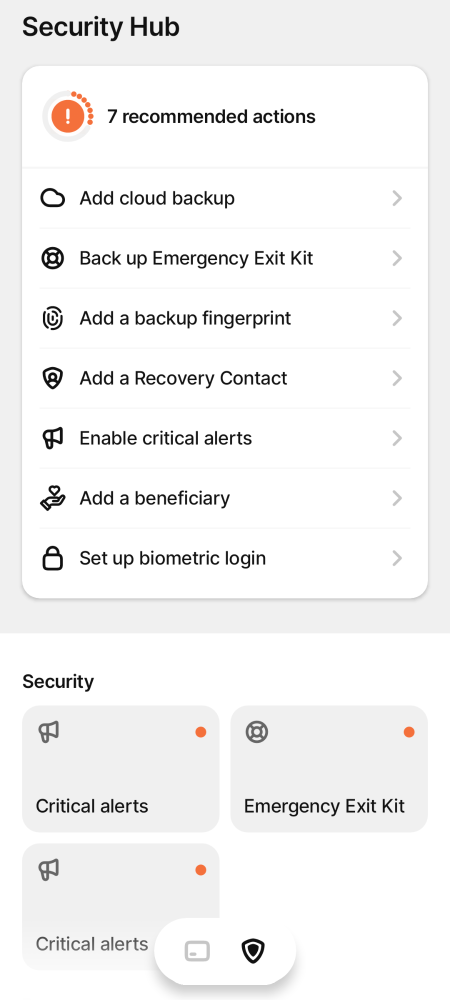 Security Hub
7 recommended actions
Add cloud backup
Back up Emergency Exit Kit
Add a backup fingerprint
Add a Recovery Contact
Enable critical alerts
Add a beneficiary
Set up biometric login
Security
Critical alerts
Emergency Exit Kit
Critical alerts